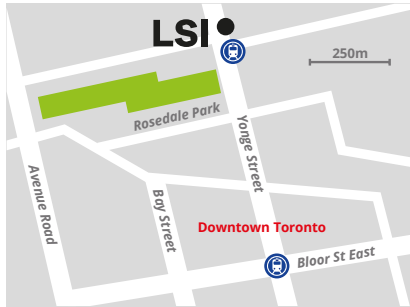 LSI
250m
Rosedale Park
Yonge Street
Avenue Road
Bay Street
Downtown Toronto
Bloor St East